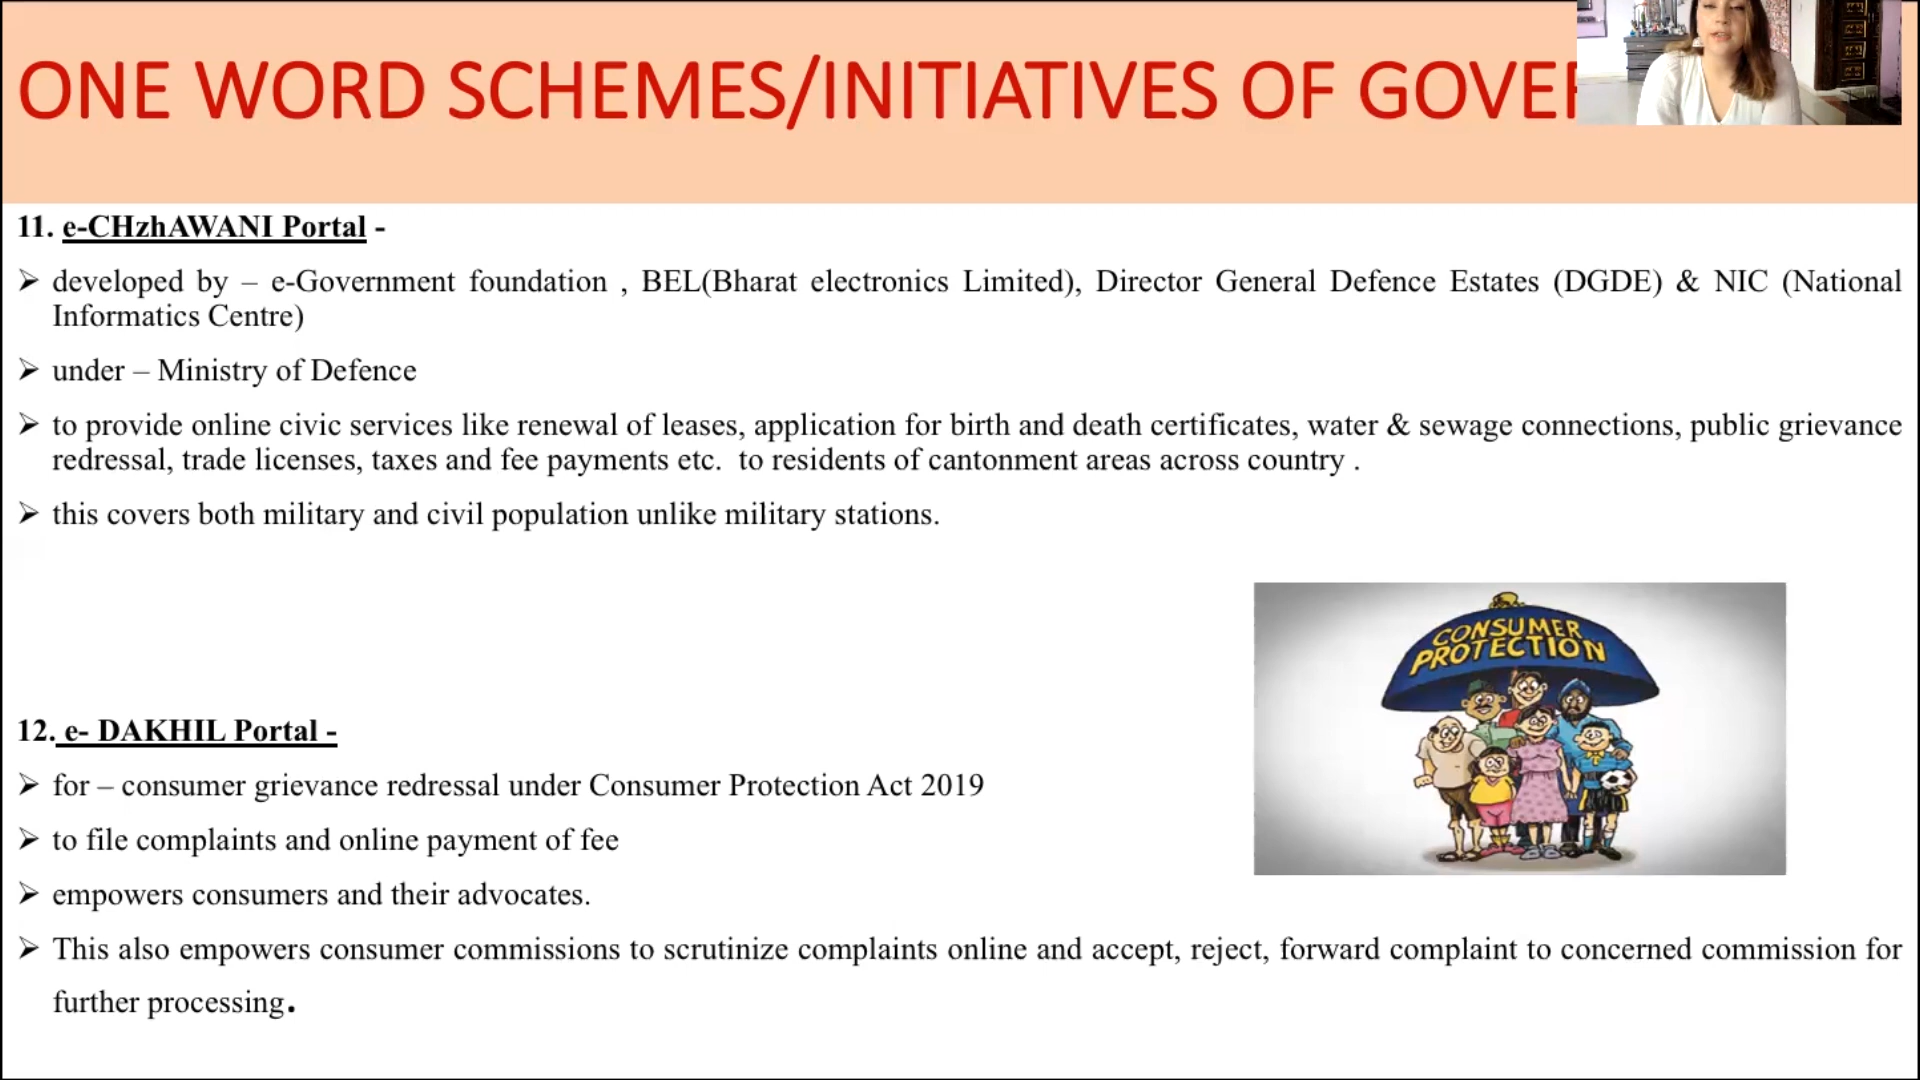 ONE WORD SCHEMES/INITIATIVES OF GOVE
11. e-CHzhAWANI Portal -
➢ developed by – e-Government foundation , BEL(Bharat electronics Limited), Director General Defence Estates (DGDE) & NIC (National
Informatics Centre)
➢ under – Ministry of Defence
➢ to provide online civic services like renewal of leases, application for birth and death certificates, water & sewage connections, public grievance
redressal, trade licenses, taxes and fee payments etc. to residents of cantonment areas across country .
➢ this covers both military and civil population unlike military stations.
CONSUMER
PROTECTION
12. e- DAKHIL Portal -
➢ for – consumer grievance redressal under Consumer Protection Act 2019
➢ to file complaints and online payment of fee
➢ empowers consumers and their advocates.
➢ This also empowers consumer commissions to scrutinize complaints online and accept, reject, forward complaint to concerned commission for
further processing.